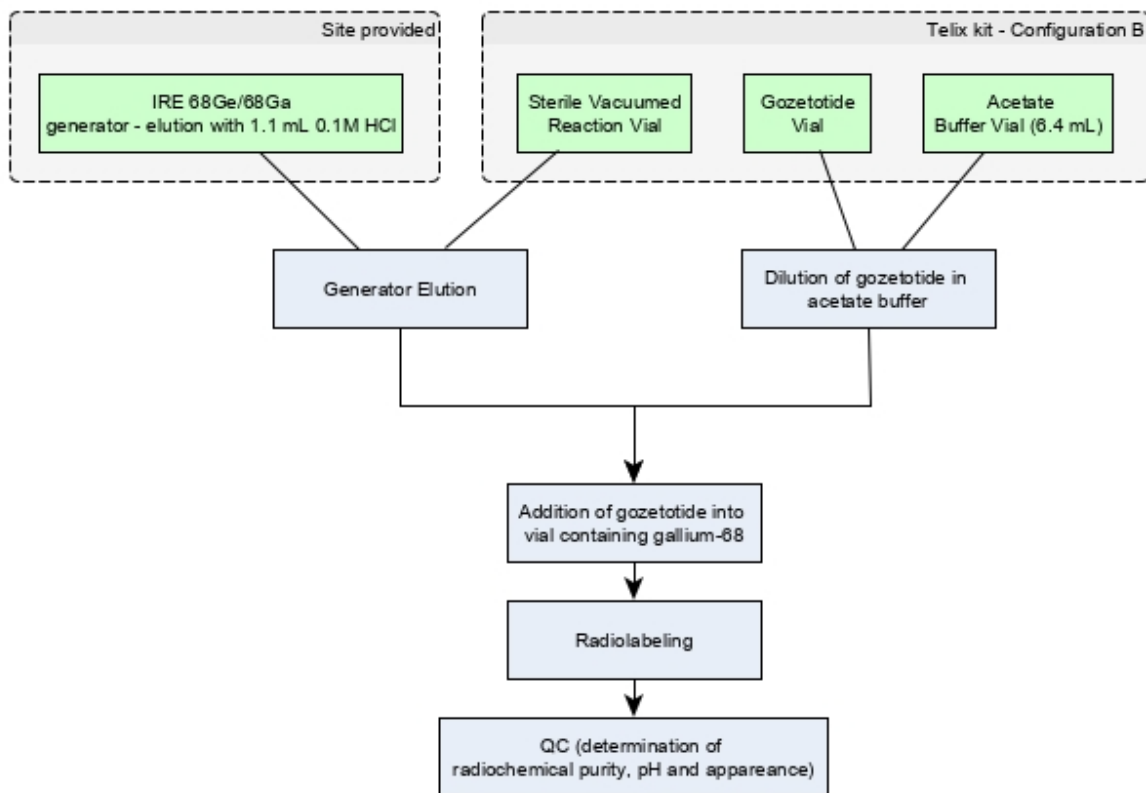 Site provided
Telix kit - Configuration B
IRE 68Ge/68Ga
generator - elution with 1.1 mL 0.1M HCl
Sterile Vacuumed
Reaction Vial
Gozetotide
Vial
Acetate
Buffer Vial (6.4 mL)
Generator Elution
Dilution of gozetotide in
acetate buffer
Addition of gozetotide into
vial containing gallium-68
Radiolabeling
QC (determination of
radiochemical purity, pH and appareance)